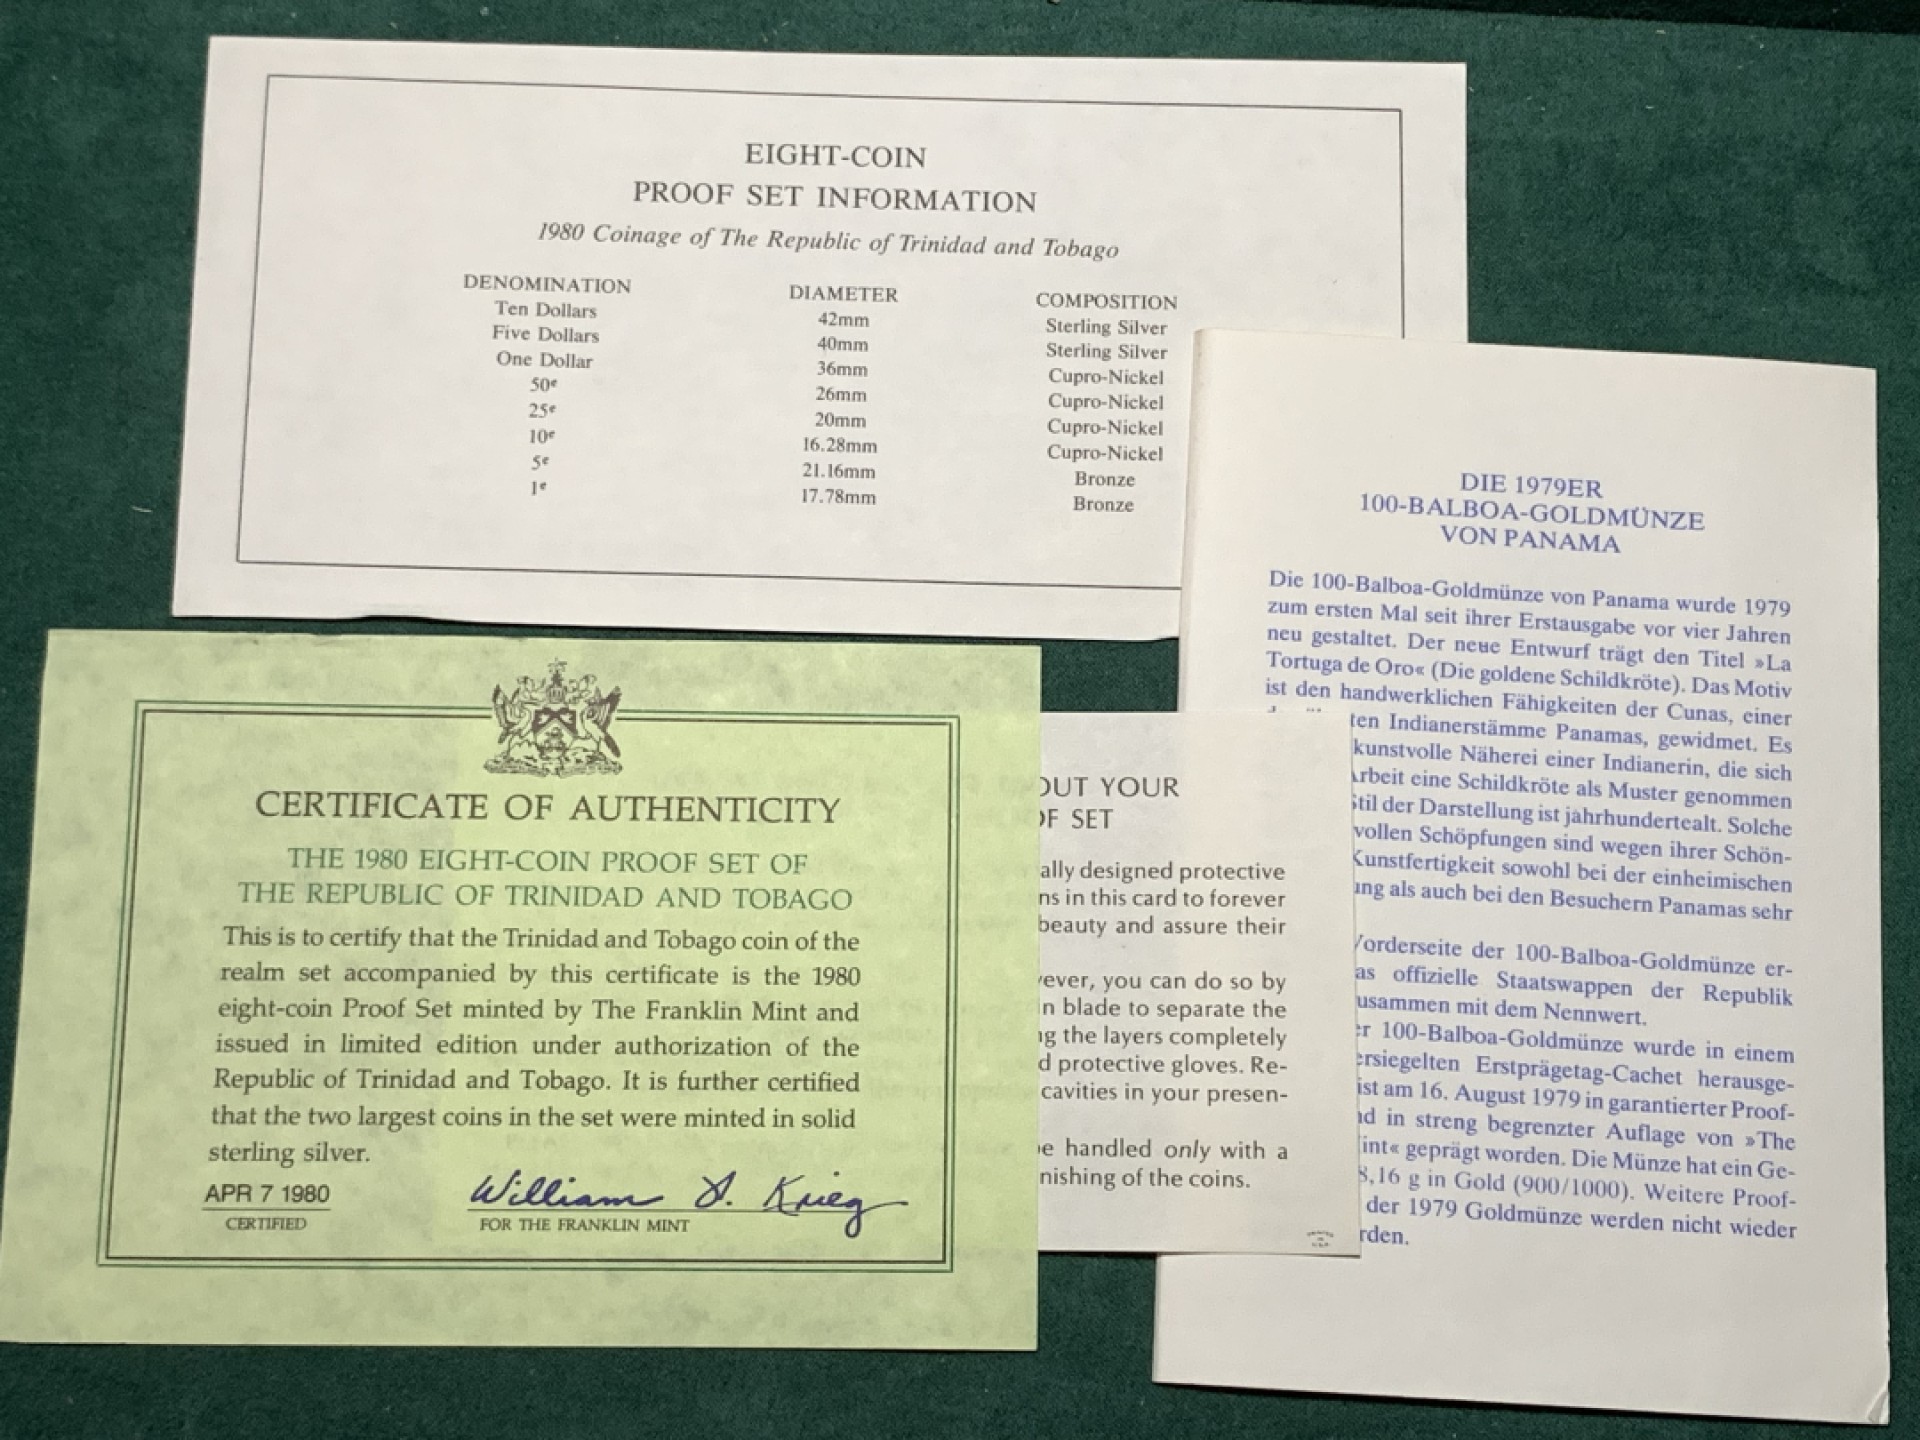 EIGHT-COIN
PROOF SET INFORMATION
1980 Coinage of The Republic of Trinidad and Tobago
DENOMINATION DIAMETER COMPOSITION
Ten Dollars 42mm Sterling Silver
Five Dollars 40mm Sterling Silver
One Dollar 36mm Cupro-Nickel
50¢ 26mm Cupro-Nickel
25¢ 20mm Cupro-Nickel
10¢ 16.28mm Cupro-Nickel
5¢ 21.16mm Bronze
1¢ 17.78mm Bronze
CERTIFICATE OF AUTHENTICITY
THE 1980 EIGHT-COIN PROOF SET OF
THE REPUBLIC OF TRINIDAD AND TOBAGO
This is to certify that the Trinidad and Tobago coin of the
realm set accompanied by this certificate is the 1980
eight-coin Proof Set minted by The Franklin Mint and
issued in limited edition under authorization of the
Republic of Trinidad and Tobago. It is further certified
that the two largest coins in the set were minted in solid
sterling silver.
APR 7 1980 William S. Krieg
CERTIFIED FOR THE FRANKLIN MINT
OUT YOUR
OF SET
ally designed protective
ns in this card to forever
beauty and assure their
ever, you can do so by
n blade to separate the
ng the layers completely
d protective gloves. Re-
cavities in your presen-
be handled only with a
nishing of the coins.
DIE 1979ER
100-BALBOA-GOLDMÜNZE
VON PANAMA
Die 100-Balboa-Goldmünze von Panama wurde 1979
zum ersten Mal seit ihrer Erstausgabe vor vier Jahren
neu gestaltet. Der neue Entwurf trägt den Titel »La
Tortuga de Oro« (Die goldene Schildkröte). Das Motiv
ist den handwerklichen Fähigkeiten der Cunas, einer
ten Indianerstämme Panamas, gewidmet. Es
kunstvolle Näherei einer Indianerin, die sich
Arbeit eine Schildkröte als Muster genommen
Stil der Darstellung ist jahrhundertealt. Solche
vollen Schöpfungen sind wegen ihrer Schön-
Kunstfertigkeit sowohl bei der einheimischen
ung als auch bei den Besuchern Panamas sehr
Vorderseite der 100-Balboa-Goldmünze er-
as offizielle Staatswappen der Republik
usammen mit dem Nennwert.
er 100-Balboa-Goldmünze wurde in einem
ersiegelten Erstprägetag-Cachet herausge-
ist am 16. August 1979 in garantierter Proof-
nd in streng begrenzter Auflage von »The
int« geprägt worden. Die Münze hat ein Ge-
8,16 g in Gold (900/1000). Weitere Proof-
der 1979 Goldmünze werden nicht wieder
rden.